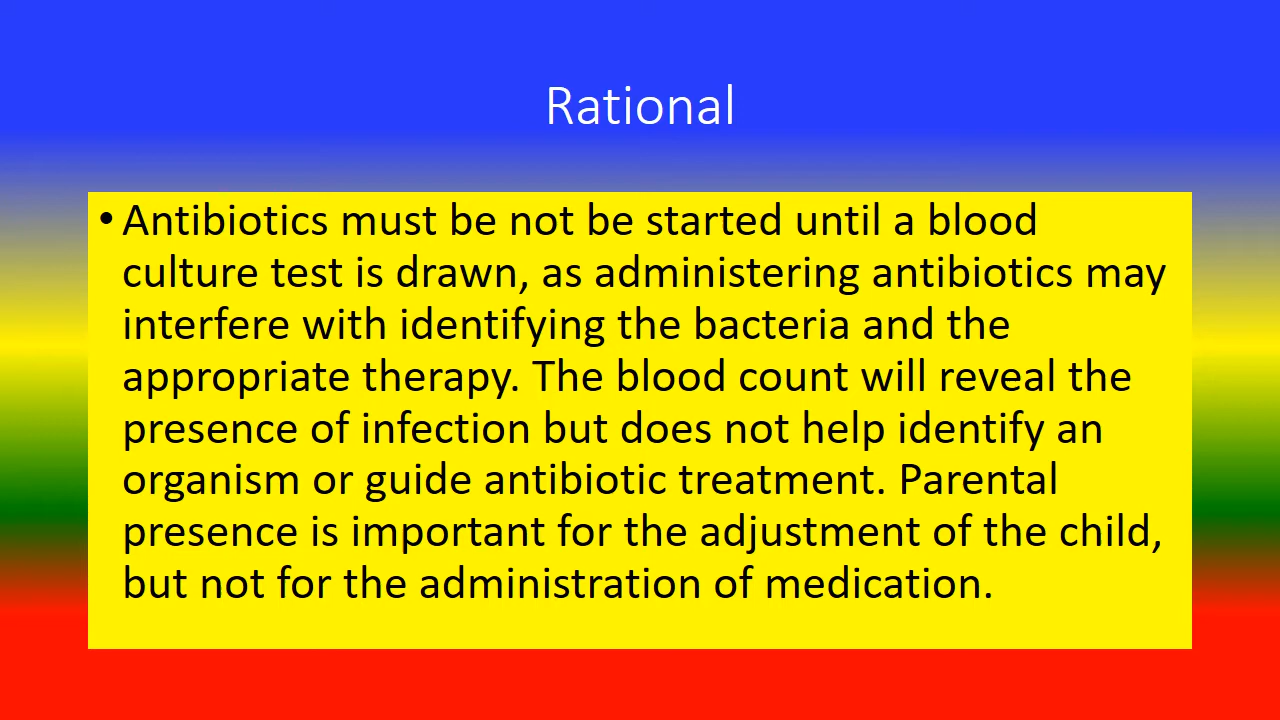 Rational
• Antibiotics must be not be started until a blood
culture test is drawn, as administering antibiotics may
interfere with identifying the bacteria and the
appropriate therapy. The blood count will reveal the
presence of infection but does not help identify an
organism or guide antibiotic treatment. Parental
presence is important for the adjustment of the child,
but not for the administration of medication.